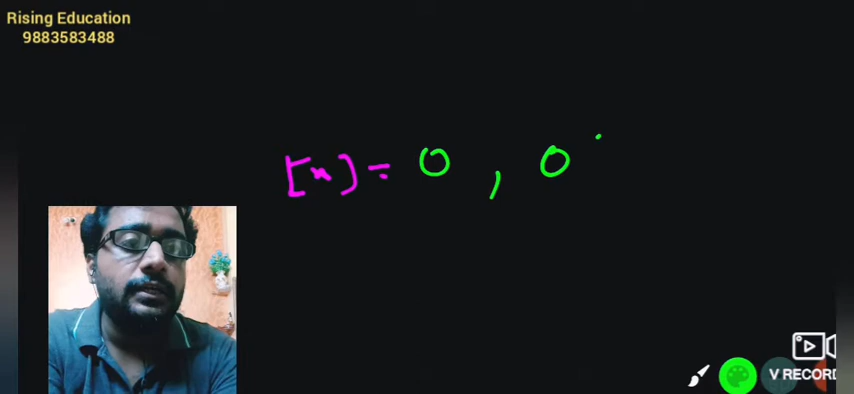 Rising Education
9883583488
[x] = 0 , 0
V RECORD